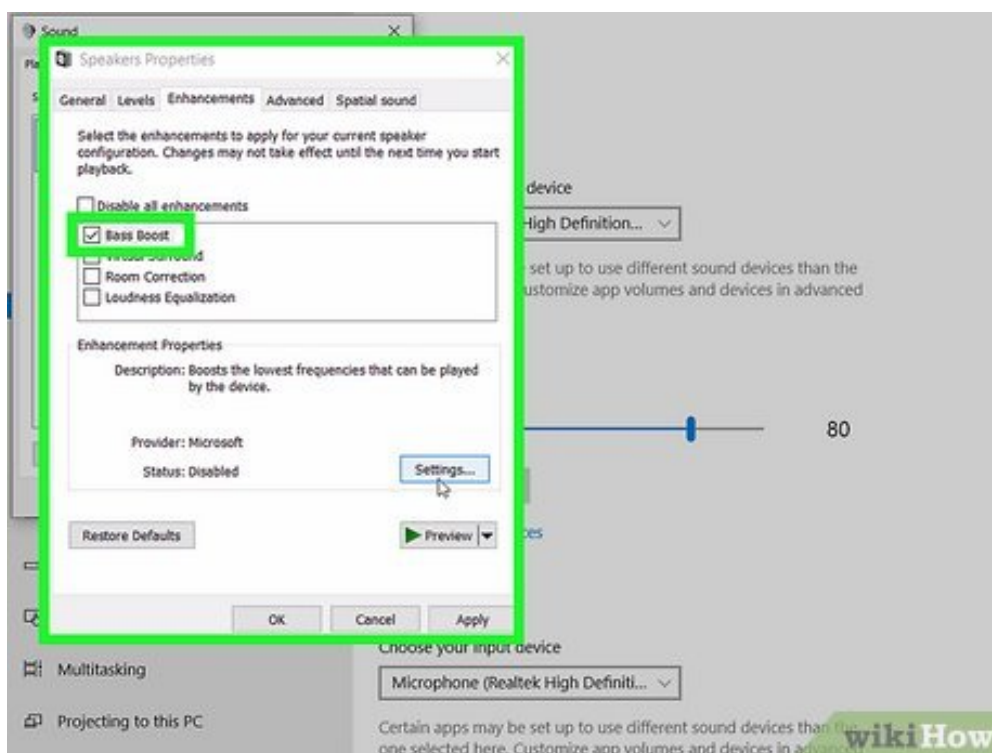 Sound
Speakers Properties
General Levels Enhancements Advanced Spatial sound
Select the enhancements to apply for your current speaker
configuration. Changes may not take effect until the next time you start
playback.
Disable all enhancements
Bass Boost
Virtual Surround
Room Correction
Loudness Equalization
Enhancement Properties
Description: Boosts the lowest frequencies that can be played
by the device.
Provider: Microsoft
Status: Disabled
Settings...
Restore Defaults
Preview
OK Cancel Apply
device
High Definition...
set up to use different sound devices than the
ustomize app volumes and devices in advanced
80
Choose your input device
Microphone (Realtek High Definiti...
Certain apps may be set up to use different sound devices than the
one selected here. Customize app volumes and devices in advanced
Multitasking
Projecting to this PC
wikiHow